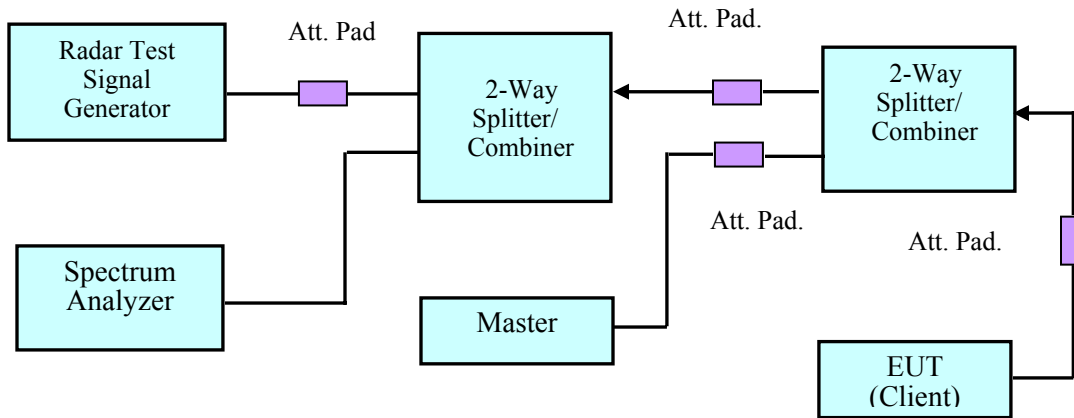 Radar Test
Signal
Generator
Att. Pad
2-Way
Splitter/
Combiner
Att. Pad.
2-Way
Splitter/
Combiner
Att. Pad.
Att. Pad.
Spectrum
Analyzer
Master
EUT
(Client)